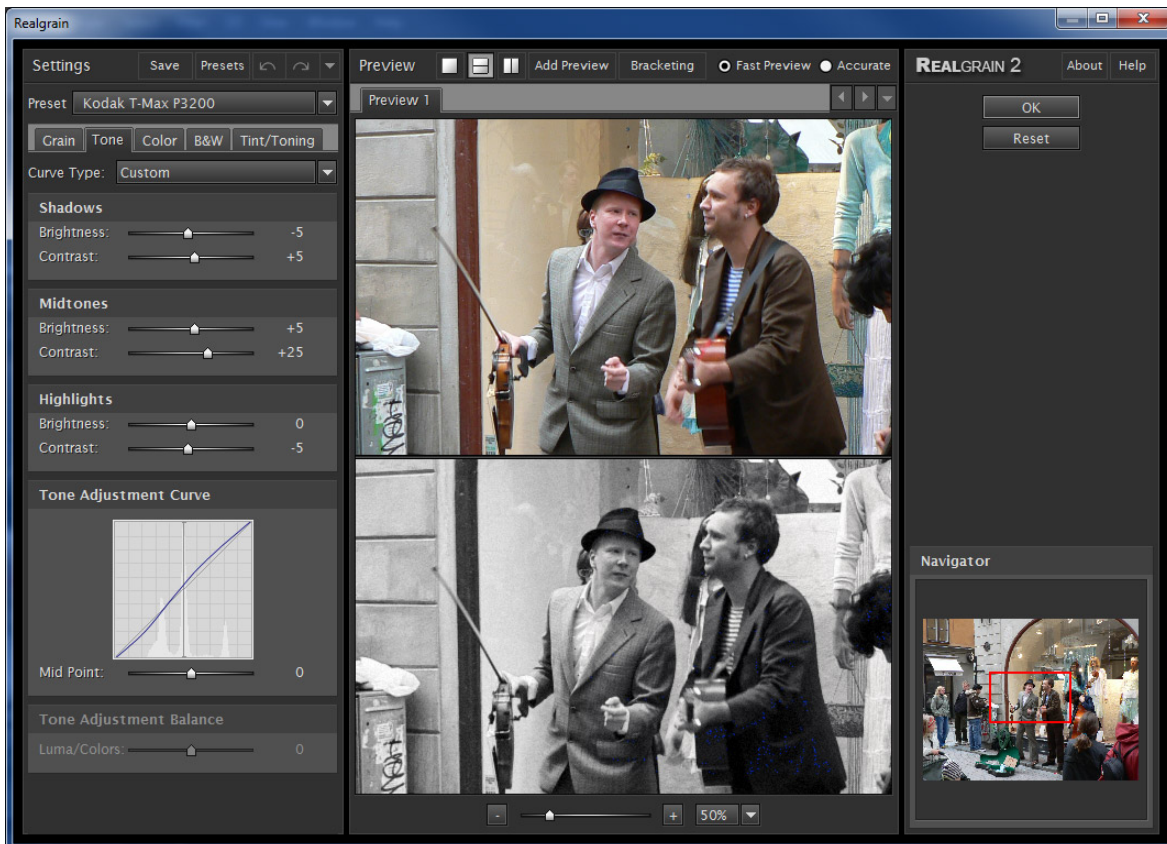 Realgrain
Settings Save Presets
Preset Kodak T-Max P3200
Grain Tone Color B&W Tint/Toning
Curve Type: Custom
Shadows
Brightness: -5
Contrast: +5
Midtones
Brightness: +5
Contrast: +25
Highlights
Brightness: 0
Contrast: -5
Tone Adjustment Curve
Mid Point: 0
Tone Adjustment Balance
Luma/Colors: 0
Preview Add Preview Bracketing Fast Preview Accurate
Preview 1
- + 50%
REALGRAIN 2 About Help
OK
Reset
Navigator